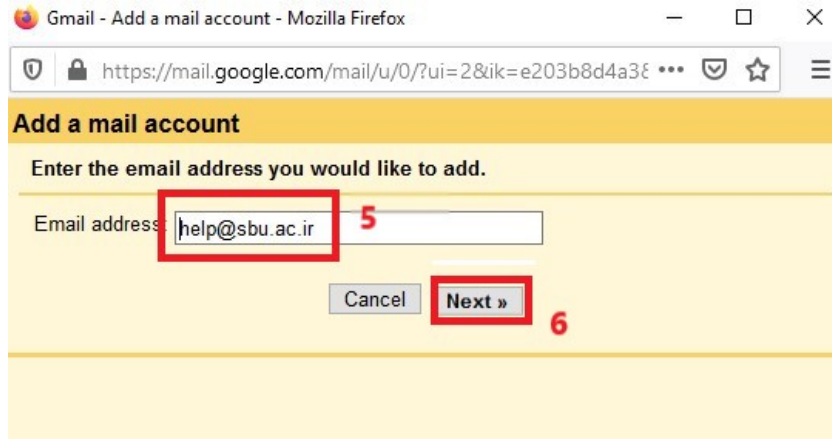 Gmail - Add a mail account - Mozilla Firefox
https://mail.google.com/mail/u/0/?ui=2&ik=e203b8d4a38
Add a mail account
Enter the email address you would like to add.
Email address: help@sbu.ac.ir 5
Cancel Next » 6